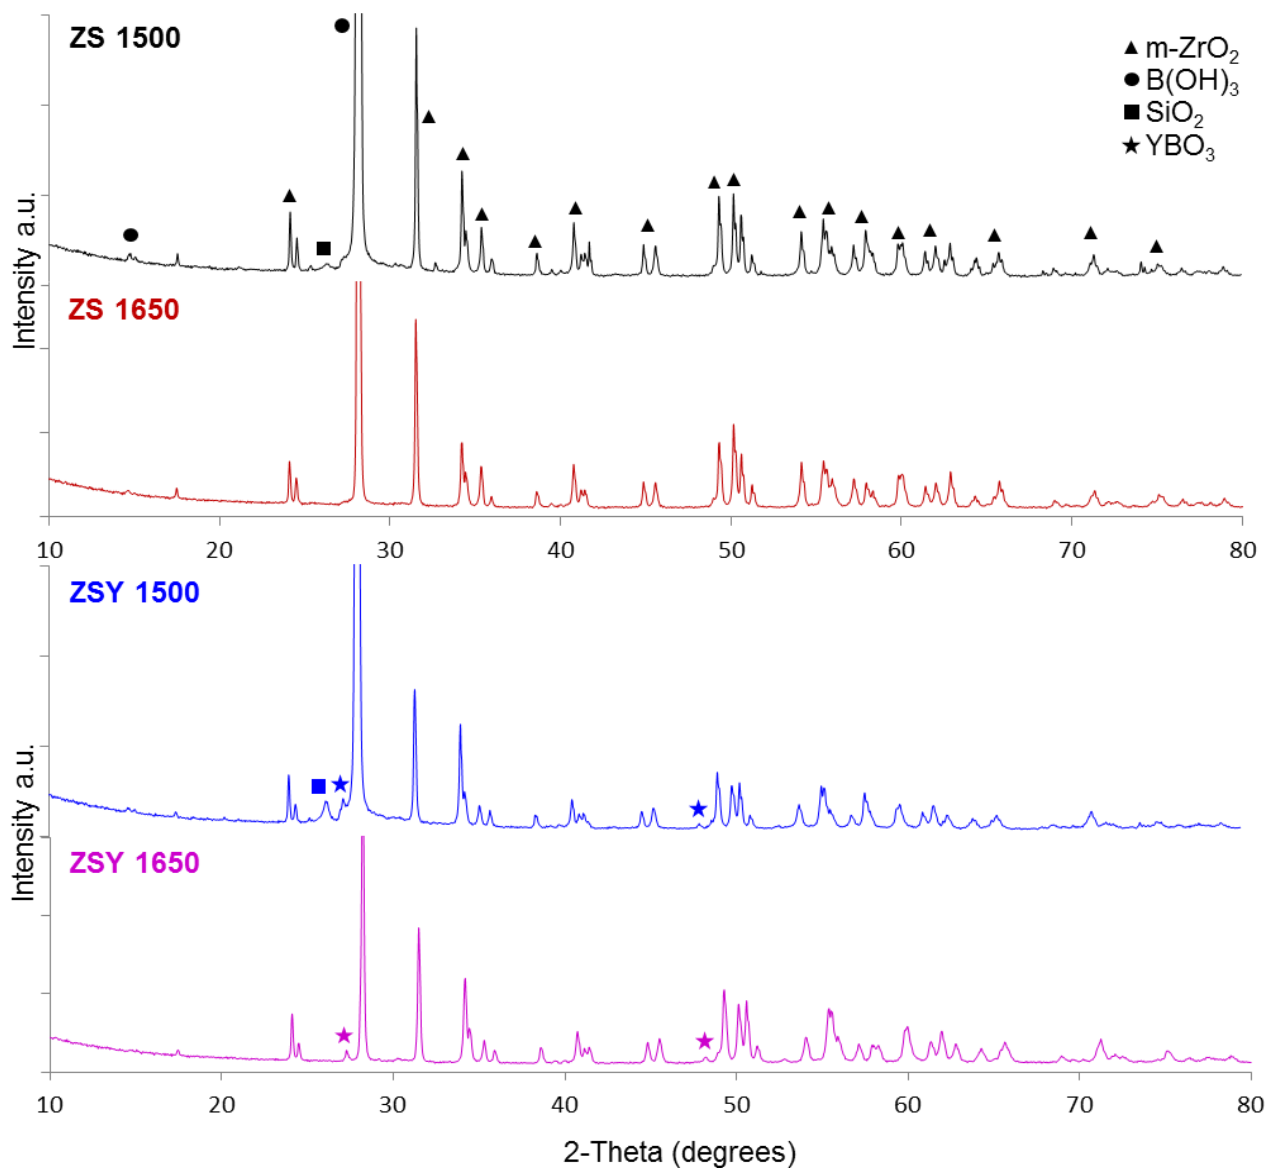 ZS 1500
▲ m-ZrO₂
● B(OH)₃
■ SiO₂
★ YBO₃
Intensity a.u.
ZS 1650
10 20 30 40 50 60 70 80
ZSY 1500
Intensity a.u.
ZSY 1650
10 20 30 40 50 60 70 80
2-Theta (degrees)